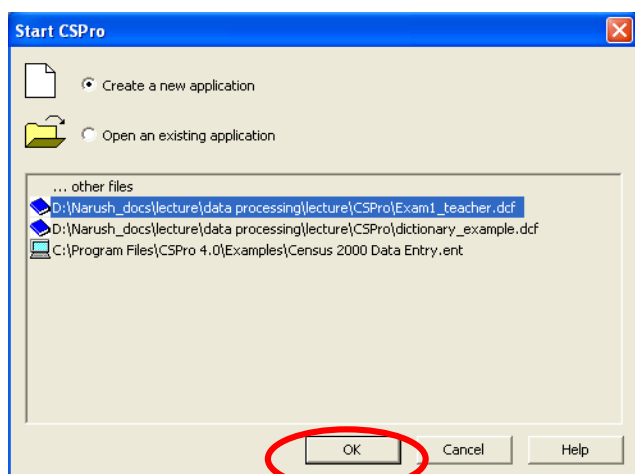 Start CSPro
Create a new application
Open an existing application
... other files
D:\Narush_docs\lecture\data processing\lecture\CSPro\Exam1_teacher.dcf
D:\Narush_docs\lecture\data processing\lecture\CSPro\dictionary_example.dcf
C:\Program Files\CSPro 4.0\Examples\Census 2000 Data Entry.ent
OK Cancel Help